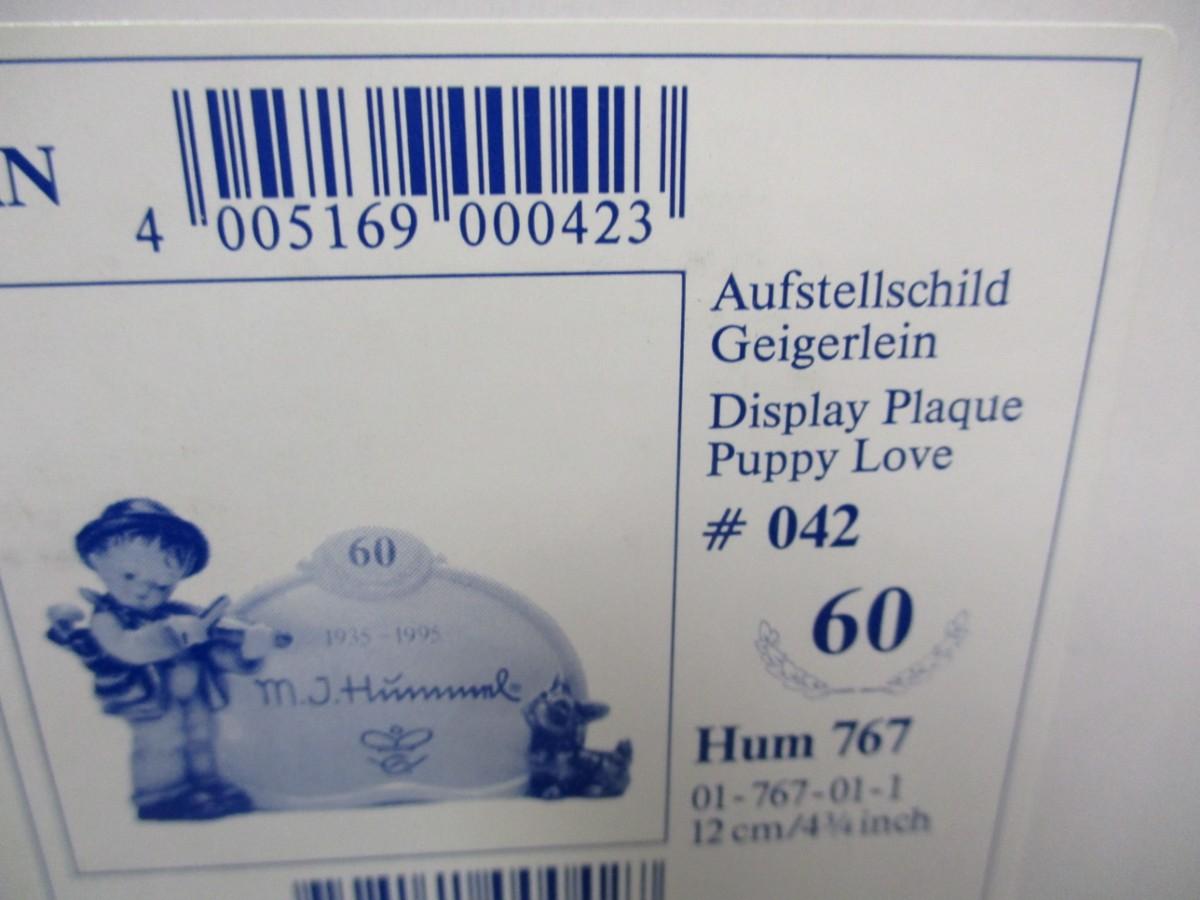 4 005169 000423
Aufstellschild
Geigerlein
Display Plaque
Puppy Love
# 042
60
60
1935-1995
M.J.Hummel
Hum 767
01-767-01-1
12 cm/4¾ inch